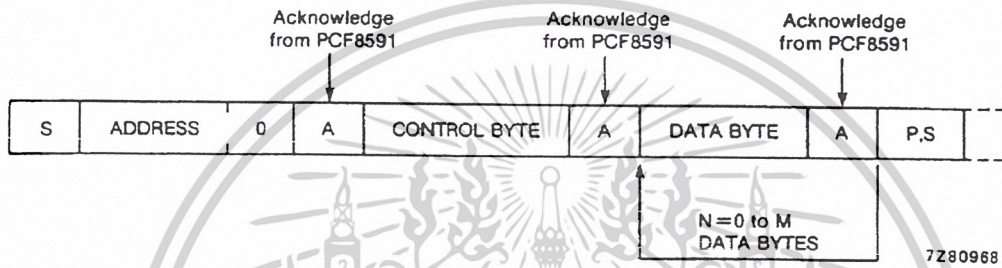 Acknowledge
from PCF8591
Acknowledge
from PCF8591
Acknowledge
from PCF8591
S ADDRESS 0 A CONTROL BYTE A DATA BYTE A P,S
N=0 to M
DATA BYTES
7Z80968